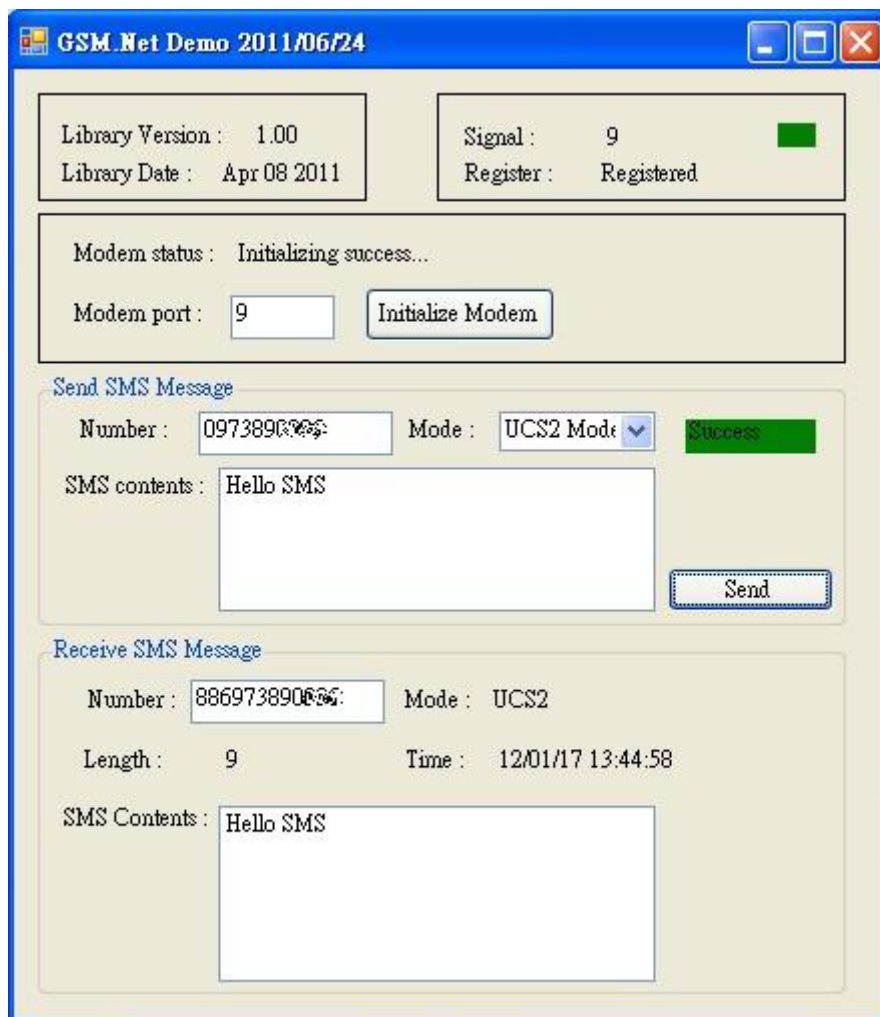 GSM.Net Demo 2011/06/24
Library Version : 1.00
Library Date : Apr 08 2011
Signal : 9
Register : Registered
Modem status : Initializing success...
Modem port : 9 Initialize Modem
Send SMS Message
Number : Mode : UCS2 Mode Success
SMS contents : Hello SMS
Send
Receive SMS Message
Number : Mode : UCS2
Length : 9 Time : 12/01/17 13:44:58
SMS Contents : Hello SMS